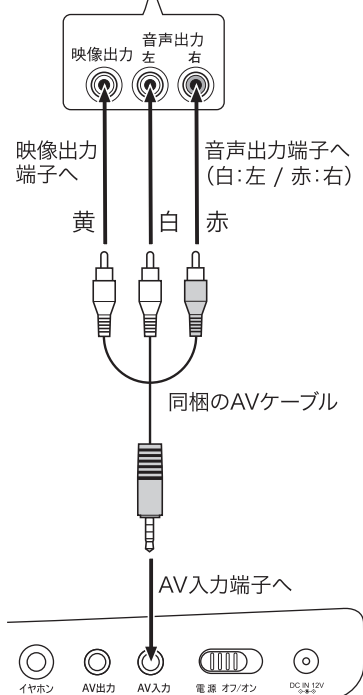 音声出力
映像出力 左 右
映像出力
端子へ
音声出力端子へ
(白:左 / 赤:右)
黄 白 赤
同梱のAVケーブル
AV入力端子へ
イヤホン AV出力 AV入力 電源 オフ/オン DC IN 12V